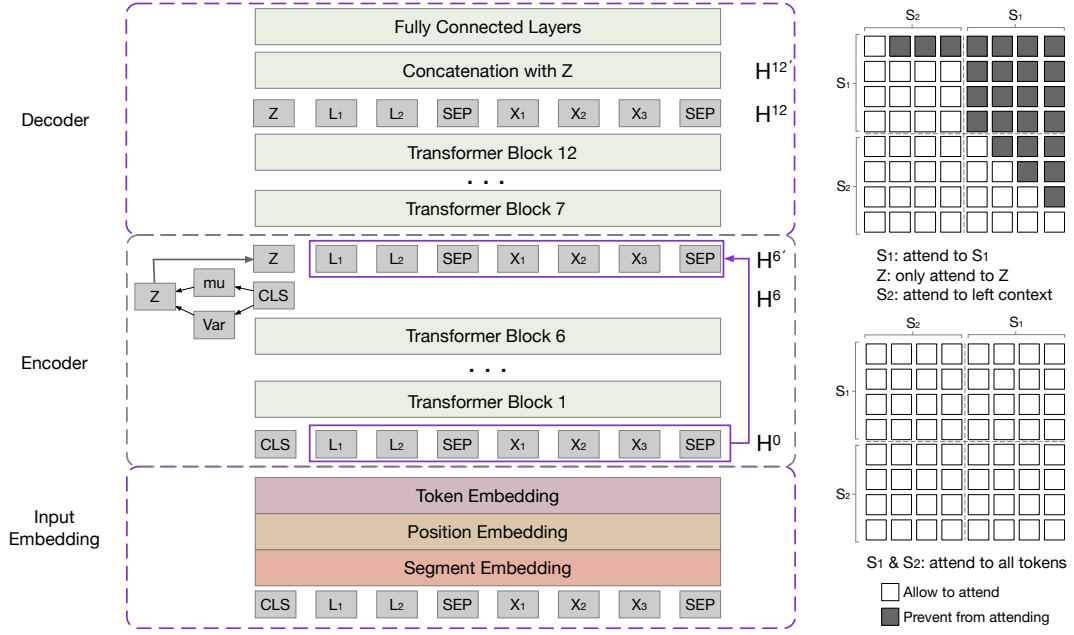 Decoder
Fully Connected Layers
Concatenation with Z
H12′
Z L1 L2 SEP X1 X2 X3 SEP
H12
Transformer Block 12
. . .
Transformer Block 7
Encoder
Z L1 L2 SEP X1 X2 X3 SEP
H6′
mu
Z
CLS
H6
Var
Transformer Block 6
. . .
Transformer Block 1
CLS L1 L2 SEP X1 X2 X3 SEP
H0
Input
Embedding
Token Embedding
Position Embedding
Segment Embedding
CLS L1 L2 SEP X1 X2 X3 SEP
S2 S1
S1
S2
S1: attend to S1
Z: only attend to Z
S2: attend to left context
S2 S1
S1
S2
S1 & S2: attend to all tokens
Allow to attend
Prevent from attending